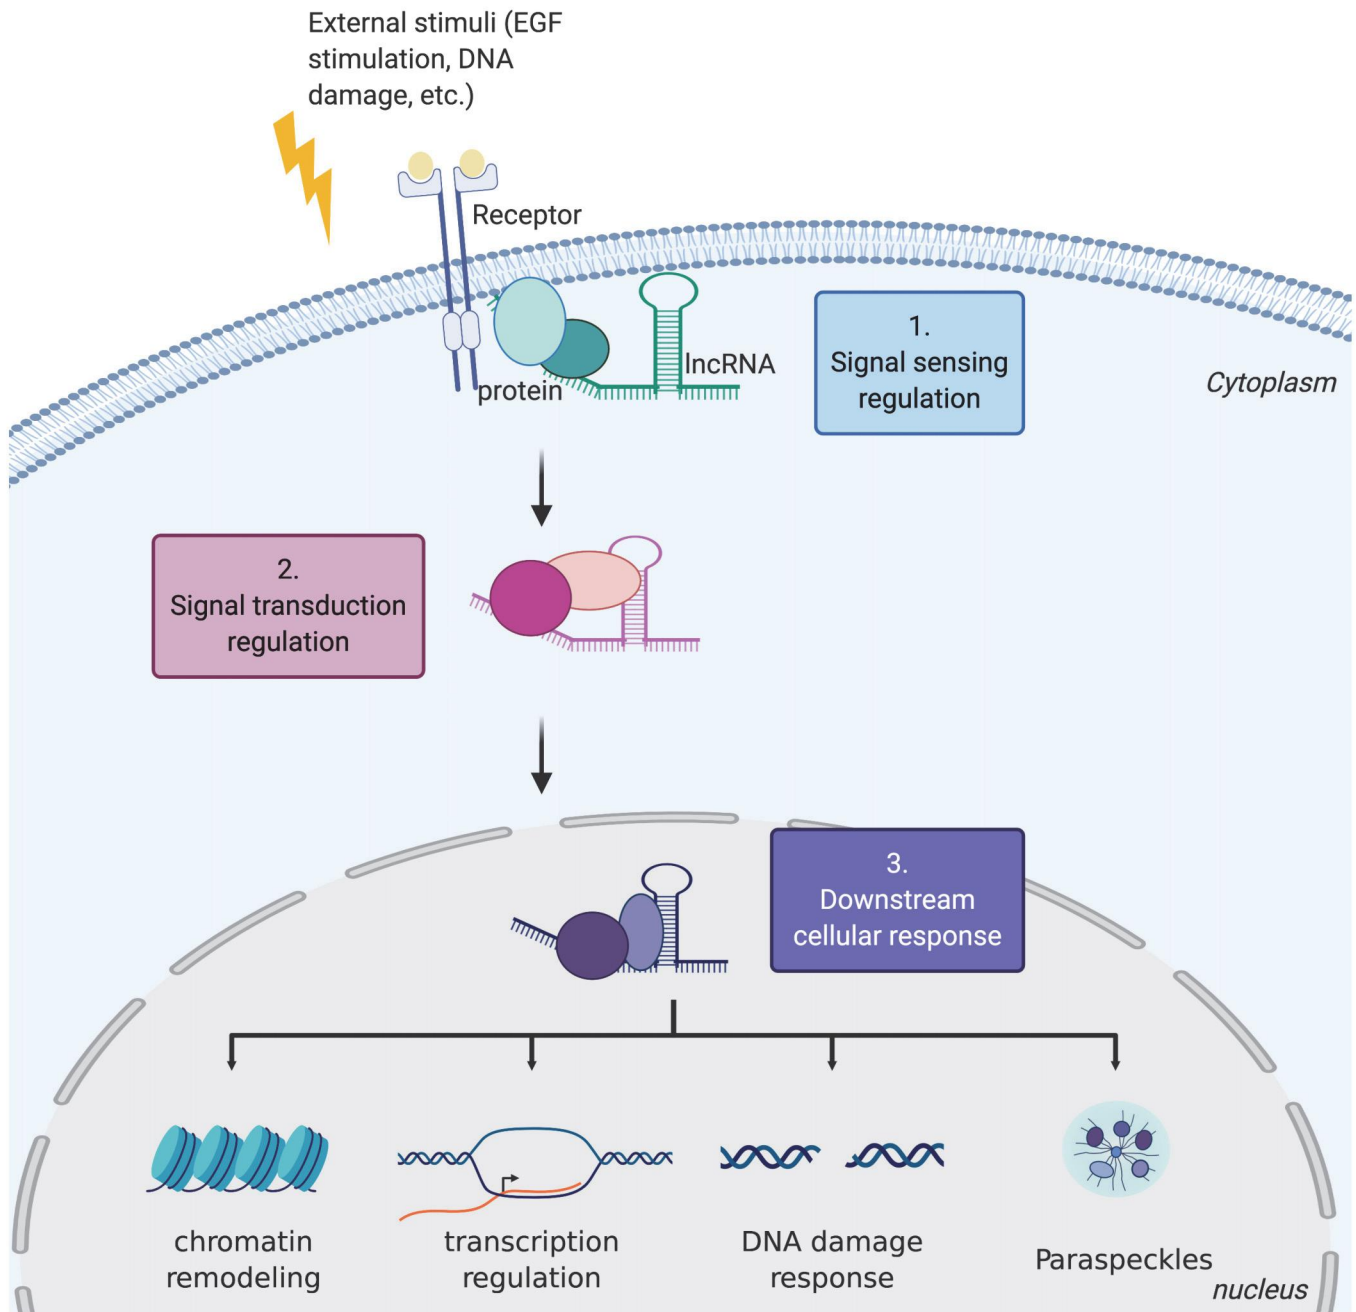 External stimuli (EGF
stimulation, DNA
damage, etc.)
Receptor
protein
lncRNA
1.
Signal sensing
regulation
Cytoplasm
2.
Signal transduction
regulation
3.
Downstream
cellular response
chromatin
remodeling
transcription
regulation
DNA damage
response
Paraspeckles
nucleus